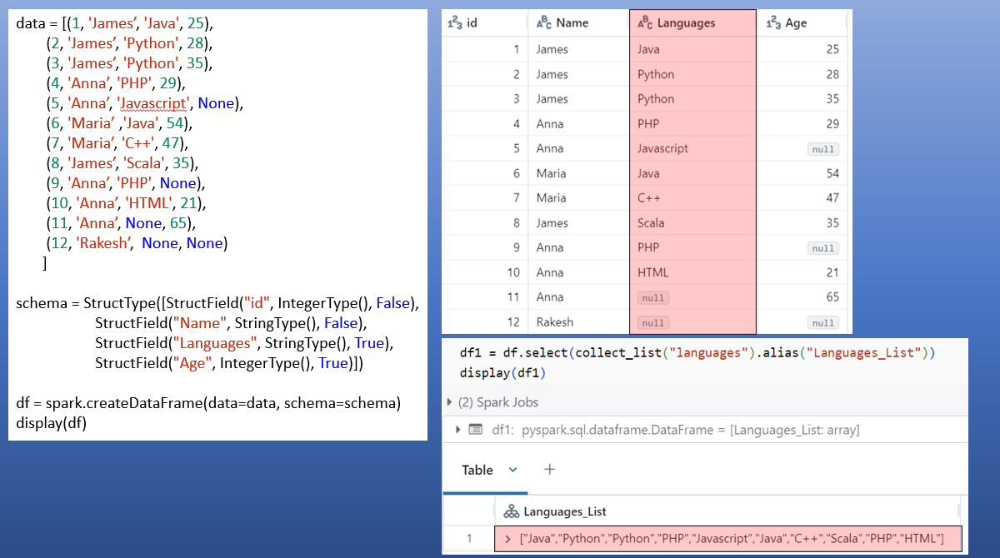 data = [(1, 'James’, 'Java', 25),
(2, 'James’, 'Python', 28),
(3, 'James’, 'Python', 35),
(4, 'Anna’, 'PHP', 29),
(5, 'Anna’, 'Javascript', None),
(6, 'Maria’ ,'Java', 54),
(7, 'Maria’, 'C++', 47),
(8, 'James’, 'Scala', 35),
(9, 'Anna’, 'PHP', None),
(10, 'Anna’, 'HTML', 21),
(11, 'Anna’, None, 65),
(12, 'Rakesh’, None, None)
]
schema = StructType([StructField("id", IntegerType(), False),
StructField("Name", StringType(), False),
StructField("Languages", StringType(), True),
StructField("Age", IntegerType(), True)])
df = spark.createDataFrame(data=data, schema=schema)
display(df)
123 id ABC Name ABC Languages 123 Age
1 James Java 25
2 James Python 28
3 James Python 35
4 Anna PHP 29
5 Anna Javascript null
6 Maria Java 54
7 Maria C++ 47
8 James Scala 35
9 Anna PHP null
10 Anna HTML 21
11 Anna null 65
12 Rakesh null null
df1 = df.select(collect_list("languages").alias("Languages_List"))
display(df1)
(2) Spark Jobs
df1: pyspark.sql.dataframe.DataFrame = [Languages_List: array]
Table +
Languages_List
1 > ["Java","Python","Python","PHP","Javascript","Java","C++","Scala","PHP","HTML"]